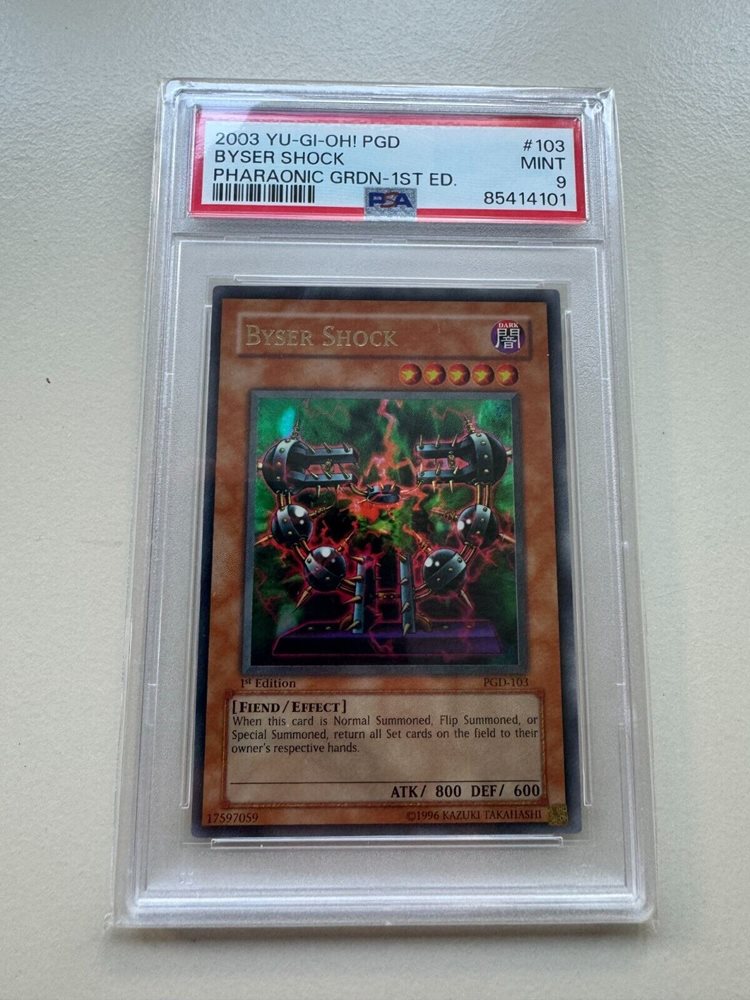 2003 YU-GI-OH! PGD #103
BYSER SHOCK MINT
PHARAONIC GRDN-1ST ED. 9
PSA 85414101
BYSER SHOCK
DARK
闇
1st Edition PGD-103
[FIEND/EFFECT]
When this card is Normal Summoned, Flip Summoned, or
Special Summoned, return all Set cards on the field to their
owner's respective hands.
ATK/ 800 DEF/ 600
17597059 ©1996 KAZUKI TAKAHASHI